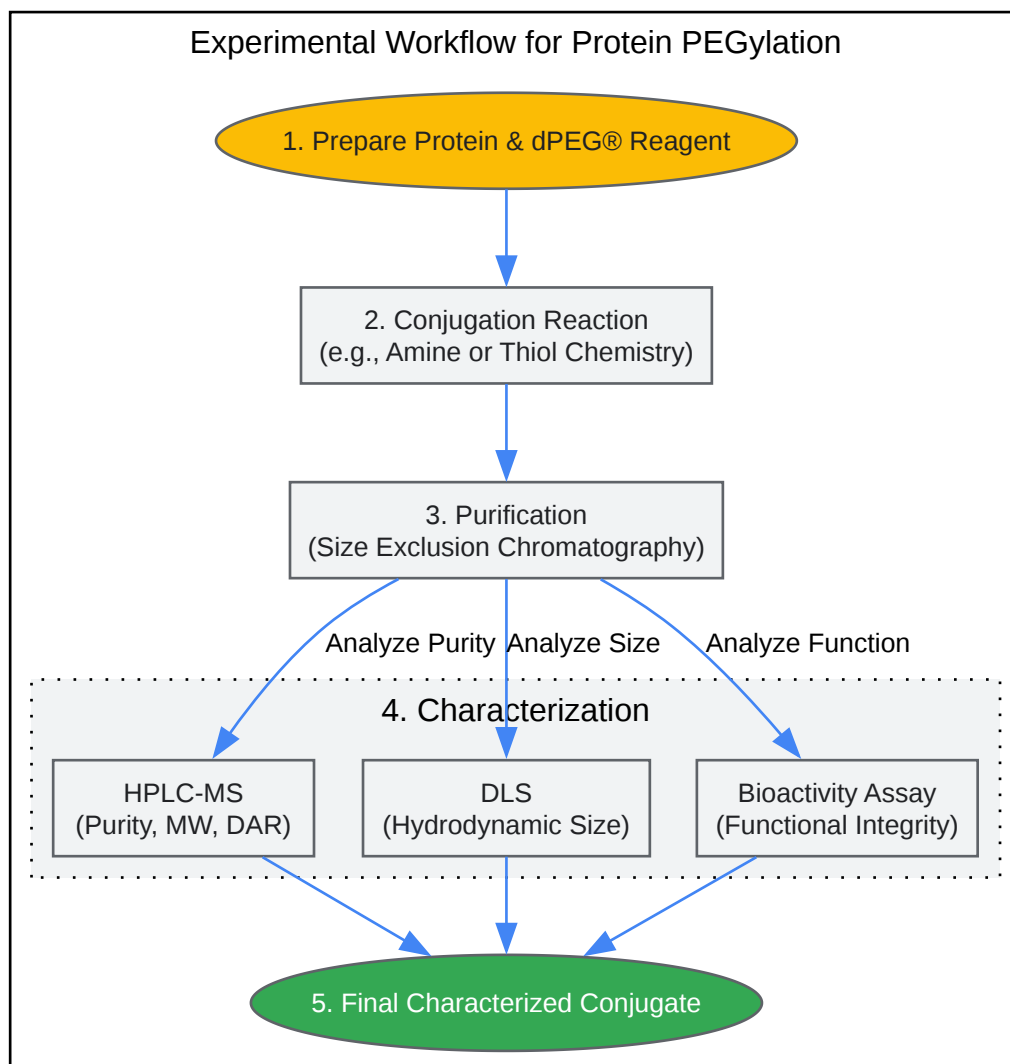 Experimental Workflow for Protein PEGylation
1. Prepare Protein & dPEG® Reagent
2. Conjugation Reaction
(e.g., Amine or Thiol Chemistry)
3. Purification
(Size Exclusion Chromatography)
Analyze Purity
Analyze Size
Analyze Function
4. Characterization
HPLC-MS
(Purity, MW, DAR)
DLS
(Hydrodynamic Size)
Bioactivity Assay
(Functional Integrity)
5. Final Characterized Conjugate